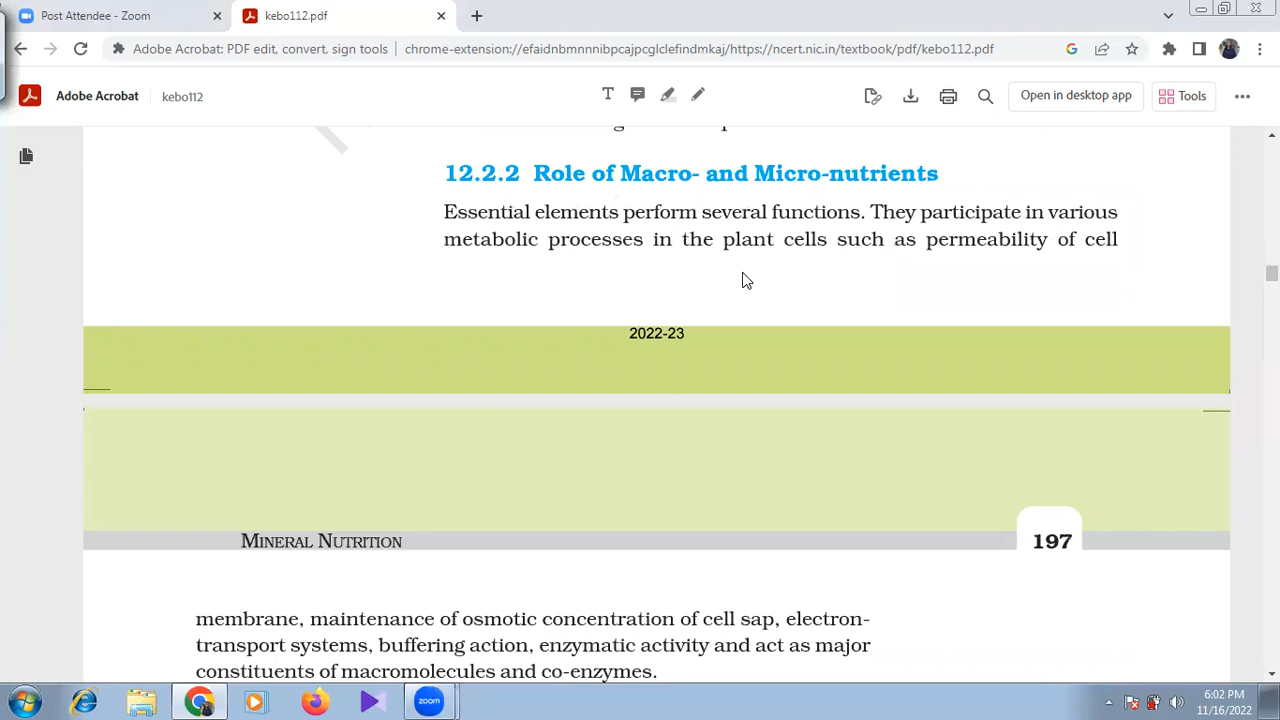 Post Attendee - Zoom
kebo112.pdf
Adobe Acrobat: PDF edit, convert, sign tools
chrome-extension://efaidnbmnnnibpcajpcglclefindmkaj/https://ncert.nic.in/textbook/pdf/kebo112.pdf
Adobe Acrobat
kebo112
Open in desktop app
Tools
12.2.2 Role of Macro- and Micro-nutrients
Essential elements perform several functions. They participate in various
metabolic processes in the plant cells such as permeability of cell
2022-23
MINERAL NUTRITION
197
membrane, maintenance of osmotic concentration of cell sap, electron-
transport systems, buffering action, enzymatic activity and act as major
constituents of macromolecules and co-enzymes.
zoom
6:02 PM
11/16/2022